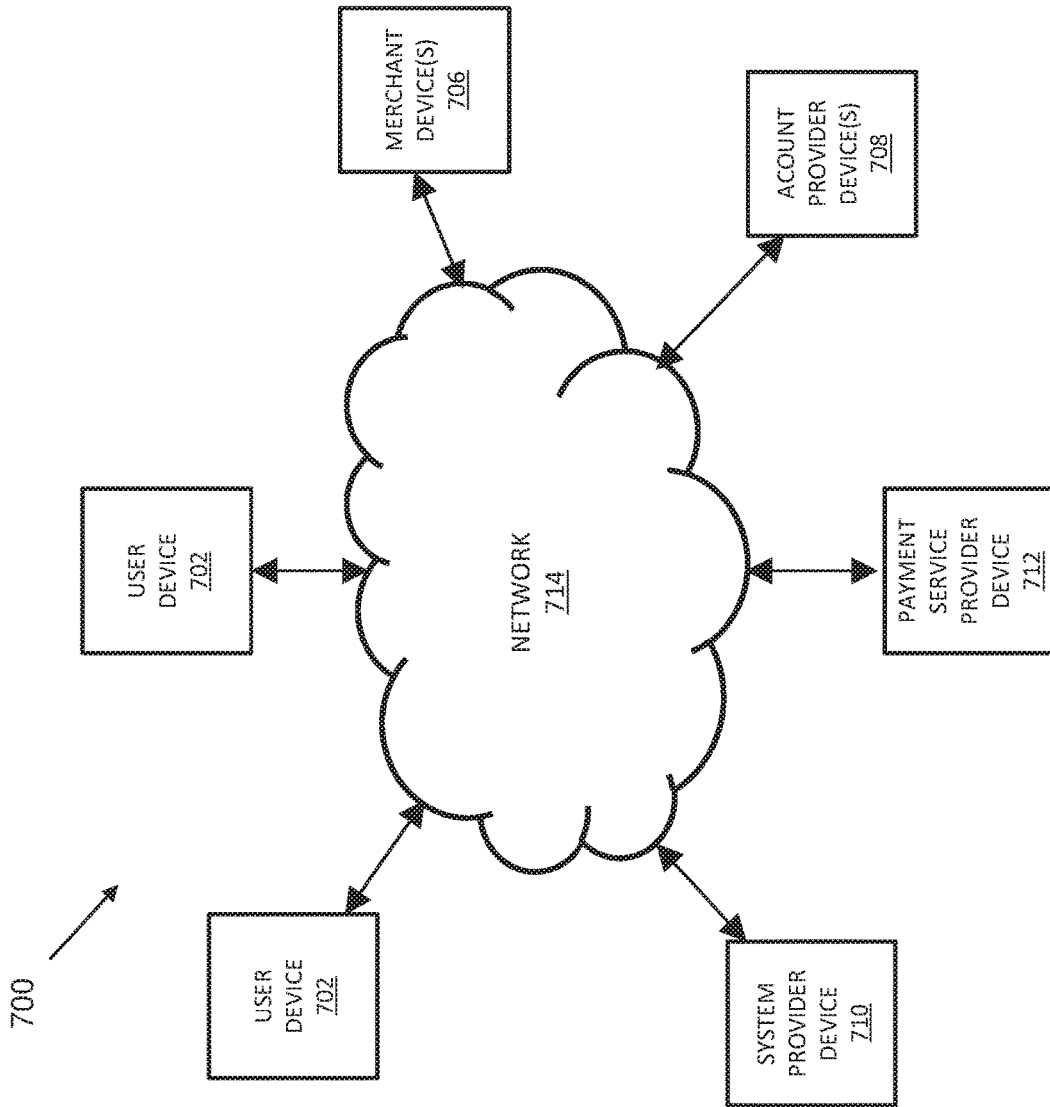 700
USER
DEVICE
702
USER
DEVICE
702
MERCHANT
DEVICE(S)
706
NETWORK
714
SYSTEM
PROVIDER
DEVICE
710
PAYMENT
SERVICE
PROVIDER
DEVICE
712
ACOUNT
PROVIDER
DEVICE(S)
708